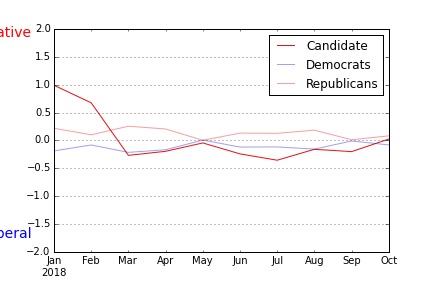 2.0
ative
Candidate
Democrats
Republicans
1.5
1.0
0.5
0.0
−0.5
−1.0
−1.5
beral
−2.0
Jan Feb Mar Apr May Jun Jul Aug Sep Oct
2018